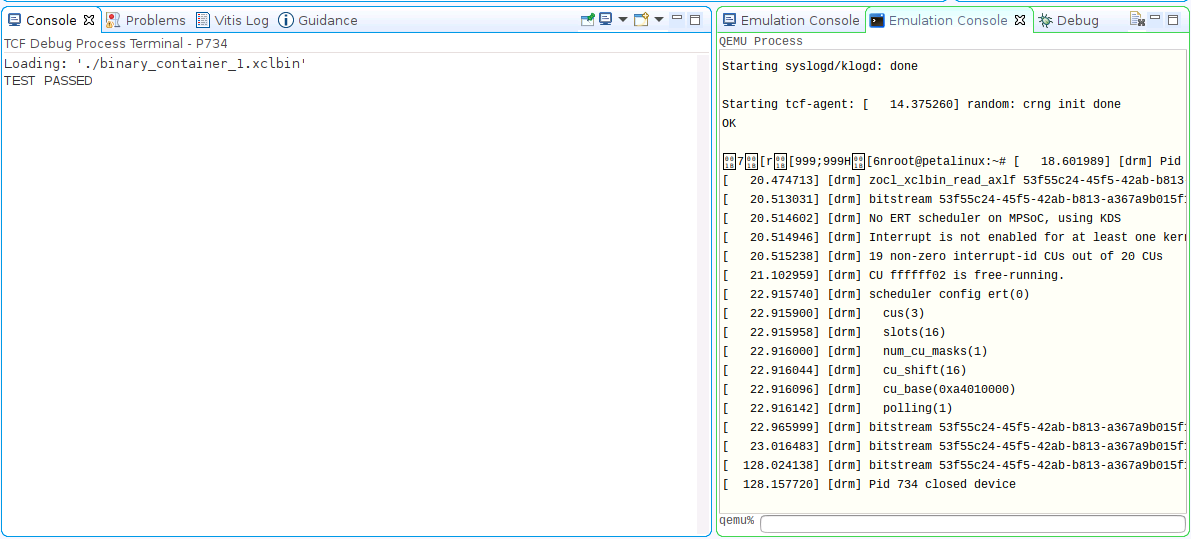 Console Problems Vitis Log Guidance
TCF Debug Process Terminal - P734
Loading: './binary_container_1.xclbin'
TEST PASSED
Emulation Console Emulation Console Debug
QEMU Process
Starting syslogd/klogd: done
Starting tcf-agent: [   14.375260] random: crng init done
OK
7[r[999;999H[6nroot@petalinux:~# [   18.601989] [drm] Pid
[   20.474713] [drm] zocl_xclbin_read_axlf 53f55c24-45f5-42ab-b813
[   20.513031] [drm] bitstream 53f55c24-45f5-42ab-b813-a367a9b015f
[   20.514602] [drm] No ERT scheduler on MPSoC, using KDS
[   20.514946] [drm] Interrupt is not enabled for at least one ker
[   20.515238] [drm] 19 non-zero interrupt-id CUs out of 20 CUs
[   21.102959] [drm] CU ffffff02 is free-running.
[   22.915740] [drm] scheduler config ert(0)
[   22.915900] [drm]   cus(3)
[   22.915958] [drm]   slots(16)
[   22.916000] [drm]   num_cu_masks(1)
[   22.916044] [drm]   cu_shift(16)
[   22.916096] [drm]   cu_base(0xa4010000)
[   22.916142] [drm]   polling(1)
[   22.965999] [drm] bitstream 53f55c24-45f5-42ab-b813-a367a9b015f
[   23.016483] [drm] bitstream 53f55c24-45f5-42ab-b813-a367a9b015f
[  128.024138] [drm] bitstream 53f55c24-45f5-42ab-b813-a367a9b015f
[  128.157720] [drm] Pid 734 closed device
qemu%